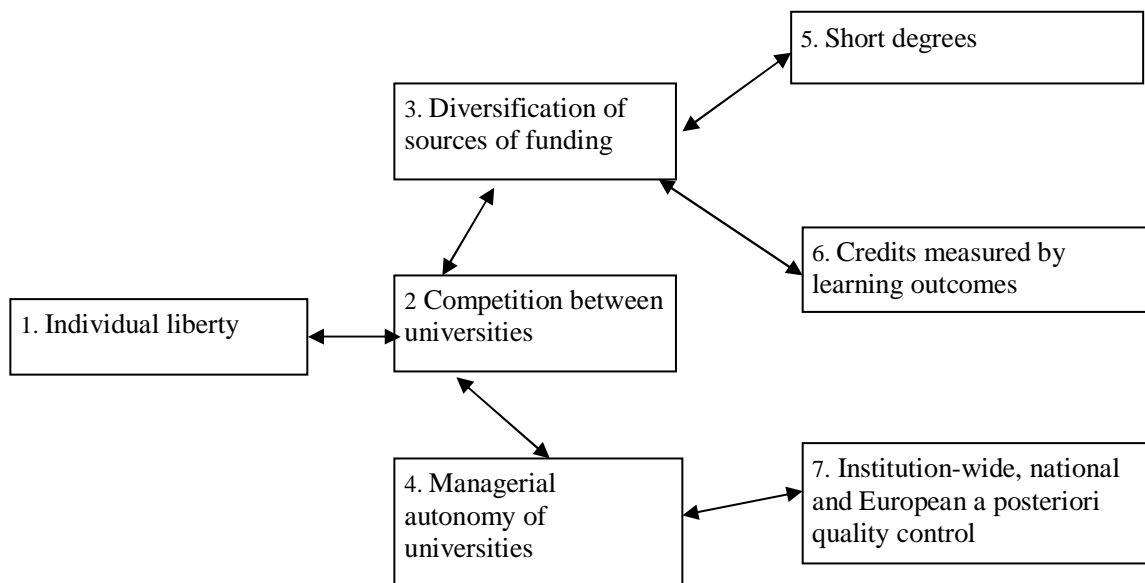 5. Short degrees
3. Diversification of
sources of funding
6. Credits measured by
learning outcomes
2 Competition between
universities
1. Individual liberty
4. Managerial
autonomy of
universities
7. Institution-wide, national
and European a posteriori
quality control